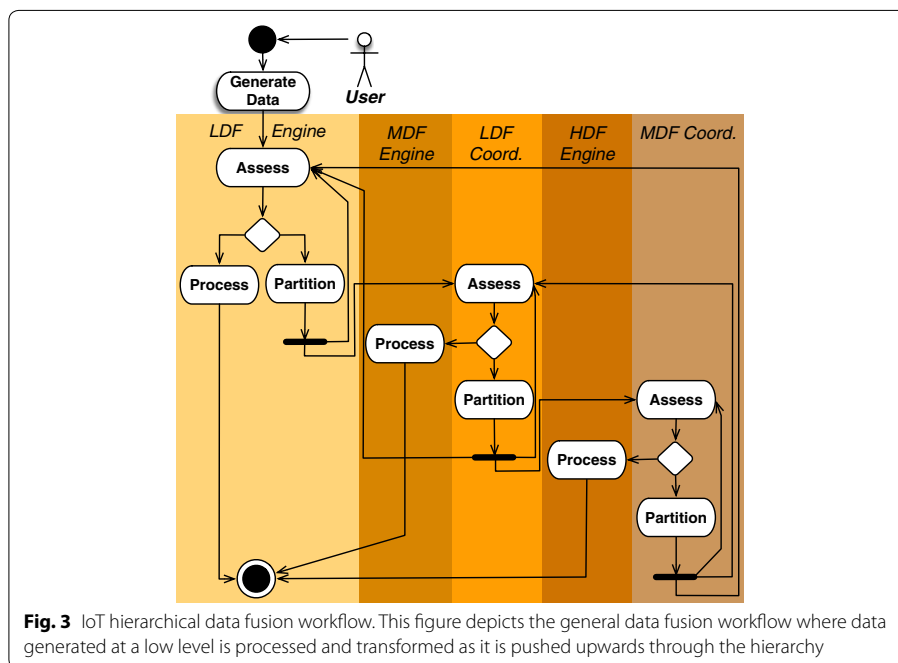 Generate
Data
User
LDF Engine
MDF
Engine
LDF
Coord.
HDF
Engine
MDF Coord.
Assess
Process
Partition
Assess
Process
Partition
Assess
Process
Partition
Fig. 3 IoT hierarchical data fusion workflow. This figure depicts the general data fusion workflow where data
generated at a low level is processed and transformed as it is pushed upwards through the hierarchy